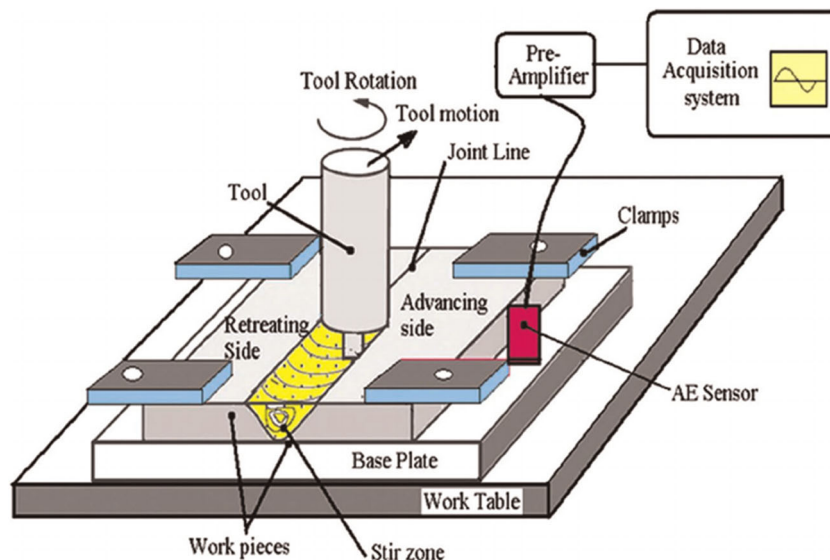 Pre-
Amplifier
Data
Acquisition
system
Tool Rotation
Tool motion
Joint Line
Tool
Clamps
Retreating
Side
Advancing
side
AE Sensor
Base Plate
Work Table
Work pieces
Stir zone